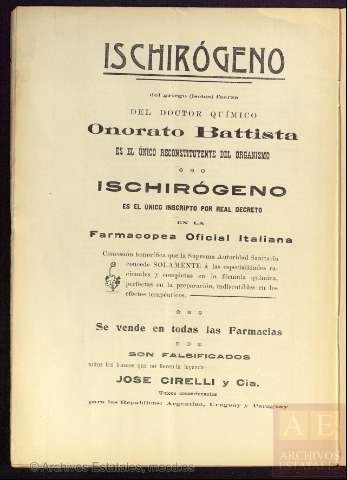 ISCHIRÓGENO
del griego (ischus) fuerza
DEL DOCTOR QUÍMICO
Onorato Battista
ES EL ÚNICO RECONSTITUYENTE DEL ORGANISMO
ISCHIRÓGENO
ES EL ÚNICO INSCRIPTO POR REAL DECRETO
EN LA
Farmacopea Oficial Italiana
Concesión honorífica que la Suprema Autoridad Sanitaria
concede SOLAMENTE á las especialidades ra-
cionales y completas en la fórmula química,
perfectas en la preparación, indiscutibles en los
efectos terapéuticos.
Se vende en todas las Farmacias
SON FALSIFICADOS
todos los frascos que no lleven la leyenda:
JOSE CIRELLI y Cia.
Unicos concesionarios
para las Repúblicas: Argentina, Uruguay y Paraguay
AE
ARCHIVOS
ESTATALES
© Archivos Estatales, mecd.es